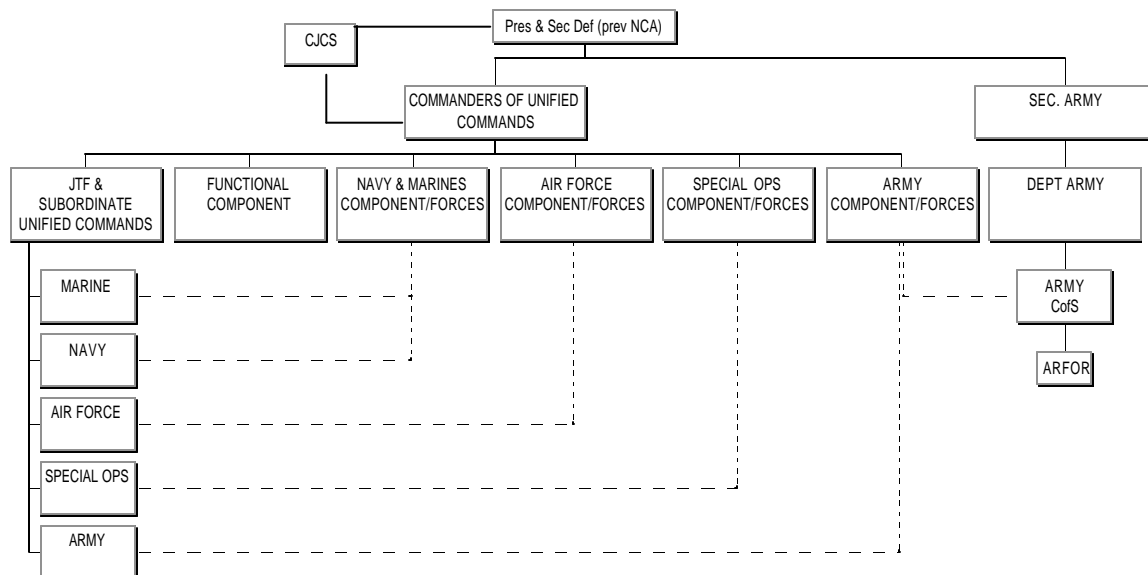 Pres & Sec Def (prev NCA)
CJCS
COMMANDERS OF UNIFIED
COMMANDS
SEC. ARMY
JTF &
SUBORDINATE
UNIFIED COMMANDS
FUNCTIONAL
COMPONENT
NAVY & MARINES
COMPONENT/FORCES
AIR FORCE
COMPONENT/FORCES
SPECIAL OPS
COMPONENT/FORCES
ARMY
COMPONENT/FORCES
DEPT ARMY
MARINE
NAVY
AIR FORCE
SPECIAL OPS
ARMY
ARMY
CofS
ARFOR